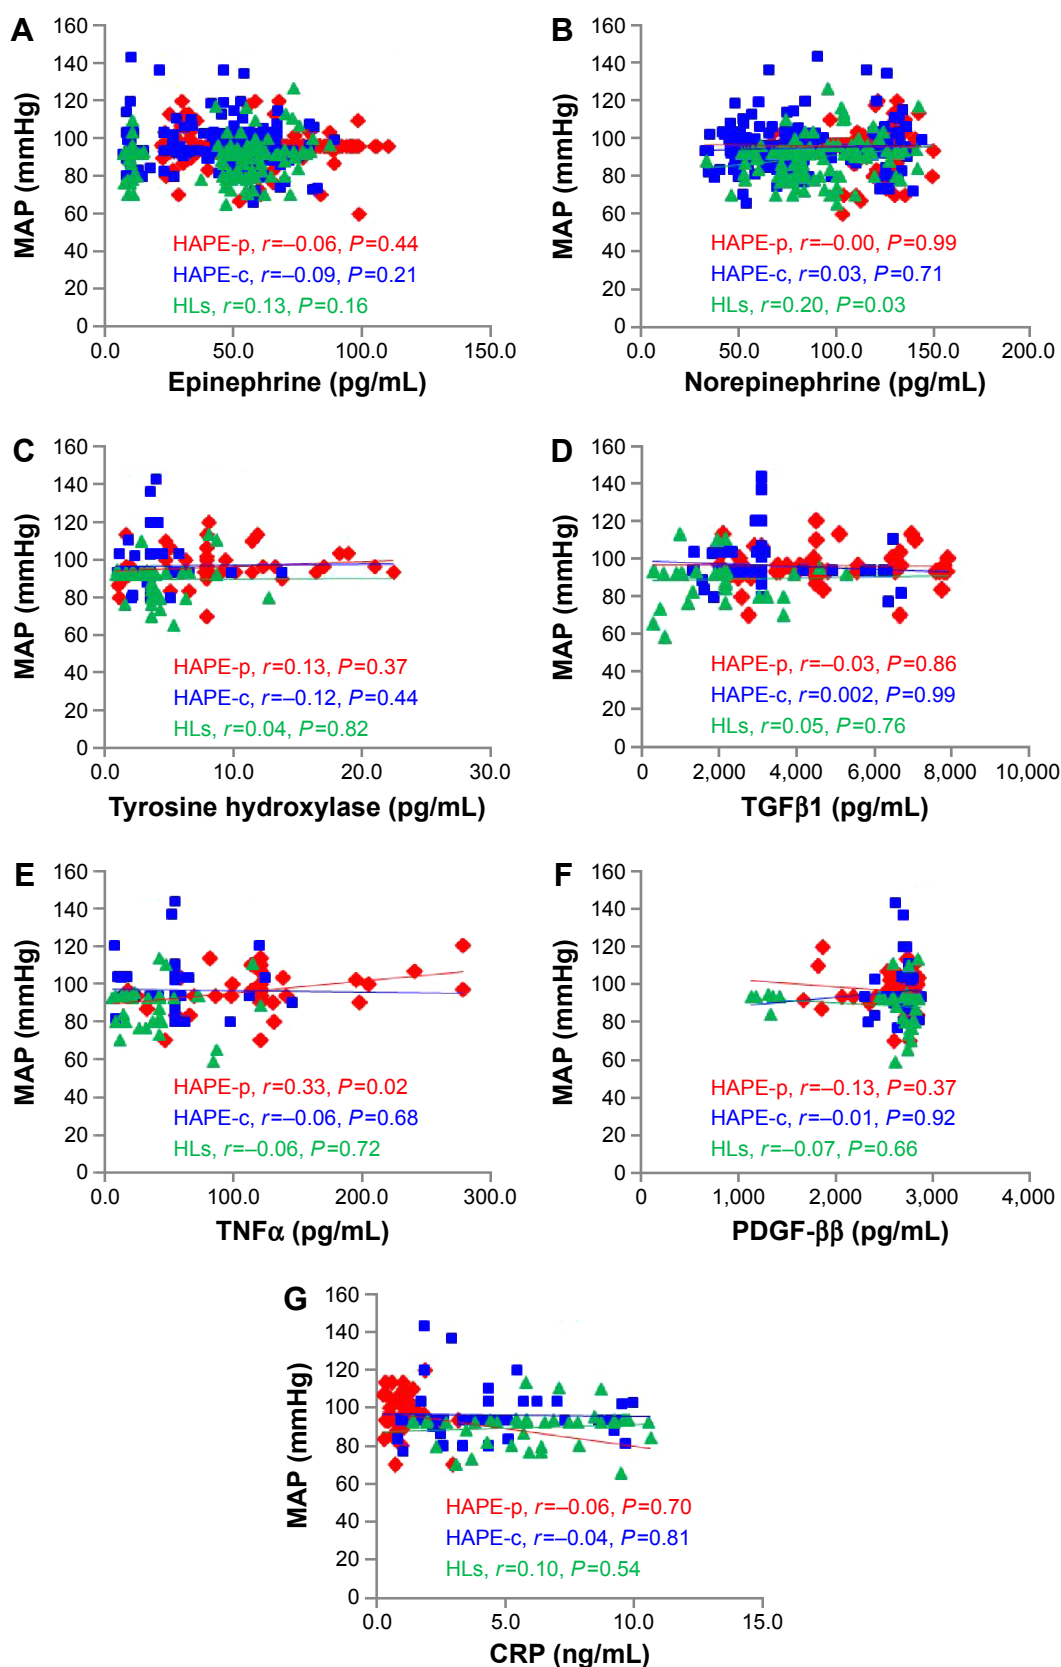 A
B
160
140
120
100
80
60
40
20
0
MAP (mmHg)
HAPE-p, r=–0.06, P=0.44
HAPE-c, r=–0.09, P=0.21
HLs, r=0.13, P=0.16
0.0 50.0 100.0 150.0
Epinephrine (pg/mL)
160
140
120
100
80
60
40
20
0
MAP (mmHg)
HAPE-p, r=–0.00, P=0.99
HAPE-c, r=0.03, P=0.71
HLs, r=0.20, P=0.03
0.0 50.0 100.0 150.0 200.0
Norepinephrine (pg/mL)
C
160
140
120
100
80
60
40
20
0
MAP (mmHg)
HAPE-p, r=0.13, P=0.37
HAPE-c, r=–0.12, P=0.44
HLs, r=0.04, P=0.82
0.0 10.0 20.0 30.0
Tyrosine hydroxylase (pg/mL)
D
160
140
120
100
80
60
40
20
0
MAP (mmHg)
HAPE-p, r=–0.03, P=0.86
HAPE-c, r=0.002, P=0.99
HLs, r=0.05, P=0.76
0 2,000 4,000 6,000 8,000 10,000
TGFβ1 (pg/mL)
E
160
140
120
100
80
60
40
20
0
MAP (mmHg)
HAPE-p, r=0.33, P=0.02
HAPE-c, r=–0.06, P=0.68
HLs, r=–0.06, P=0.72
0.0 100.0 200.0 300.0
TNFα (pg/mL)
F
160
140
120
100
80
60
40
20
0
MAP (mmHg)
HAPE-p, r=–0.13, P=0.37
HAPE-c, r=–0.01, P=0.92
HLs, r=–0.07, P=0.66
0 1,000 2,000 3,000 4,000
PDGF-ββ (pg/mL)
G
160
140
120
100
80
60
40
20
0
MAP (mmHg)
HAPE-p, r=–0.06, P=0.70
HAPE-c, r=–0.04, P=0.81
HLs, r=0.10, P=0.54
0.0 5.0 10.0 15.0
CRP (ng/mL)